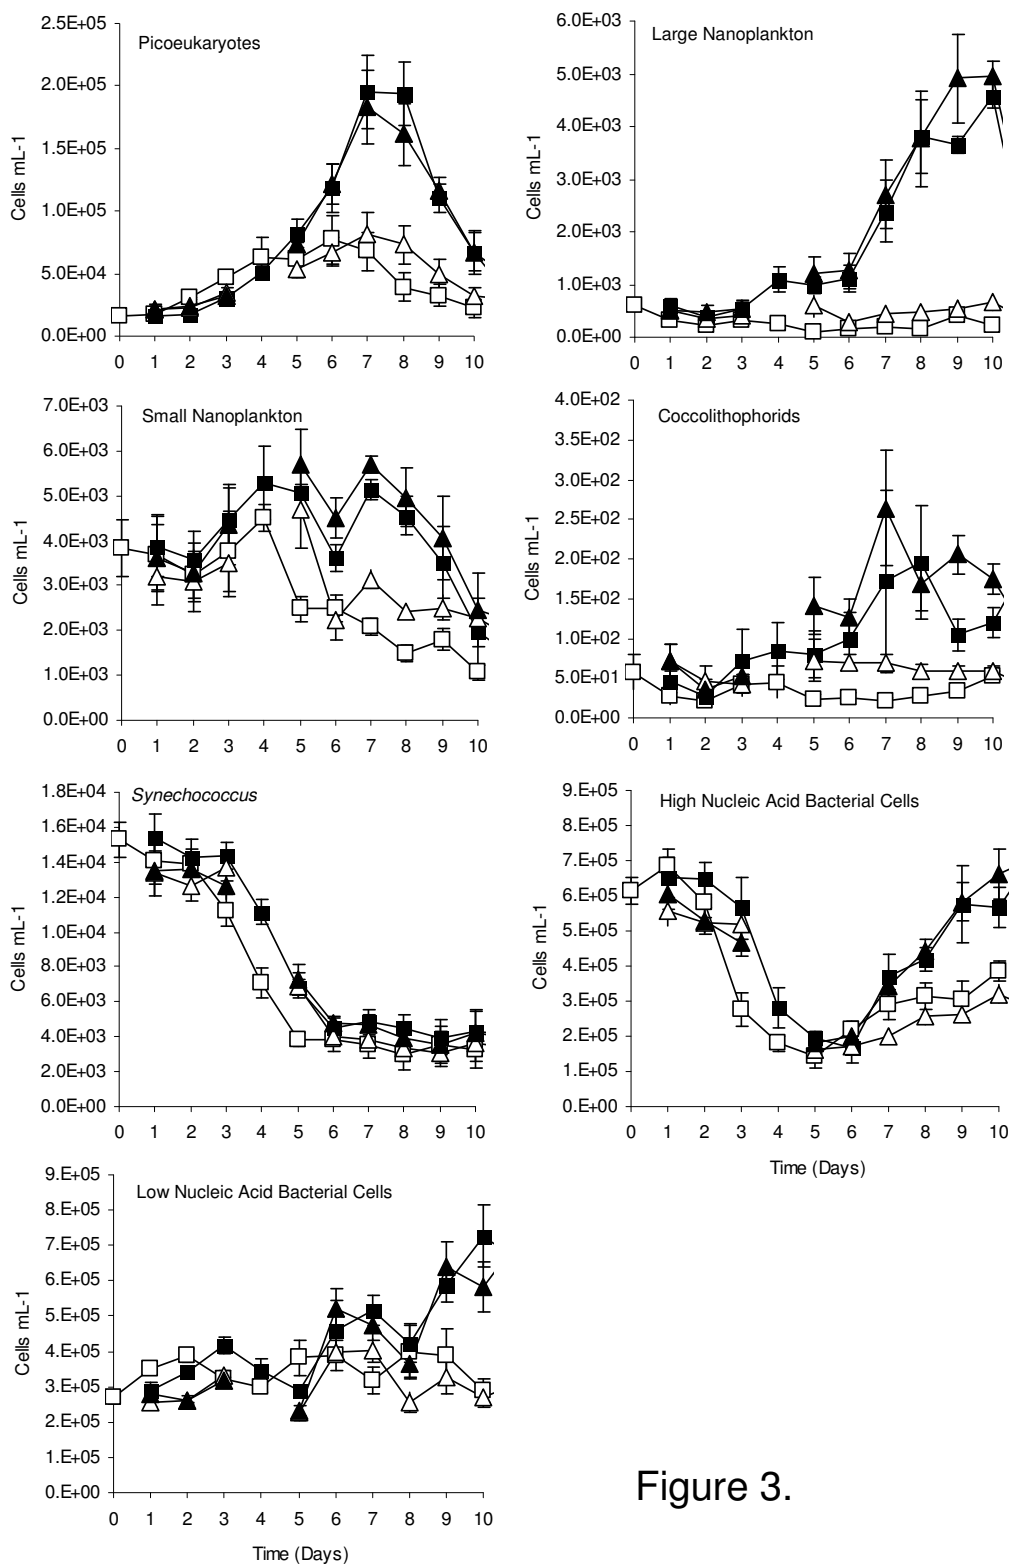 Picoeukaryotes
2.5E+05
2.0E+05
1.5E+05
1.0E+05
5.0E+04
0.0E+00
Cells mL-1
0 1 2 3 4 5 6 7 8 9 10
Large Nanoplankton
6.0E+03
5.0E+03
4.0E+03
3.0E+03
2.0E+03
1.0E+03
0.0E+00
Cells mL-1
0 1 2 3 4 5 6 7 8 9 10
Small Nanoplankton
7.0E+03
6.0E+03
5.0E+03
4.0E+03
3.0E+03
2.0E+03
1.0E+03
0.0E+00
Cells mL-1
0 1 2 3 4 5 6 7 8 9 10
Coccolithophorids
4.0E+02
3.5E+02
3.0E+02
2.5E+02
2.0E+02
1.5E+02
1.0E+02
5.0E+01
0.0E+00
Cells mL-1
0 1 2 3 4 5 6 7 8 9 10
Synechococcus
1.8E+04
1.6E+04
1.4E+04
1.2E+04
1.0E+04
8.0E+03
6.0E+03
4.0E+03
2.0E+03
0.0E+00
Cells mL-1
0 1 2 3 4 5 6 7 8 9 10
High Nucleic Acid Bacterial Cells
9.E+05
8.E+05
7.E+05
6.E+05
5.E+05
4.E+05
3.E+05
2.E+05
1.E+05
0.E+00
Cells mL-1
0 1 2 3 4 5 6 7 8 9 10
Time (Days)
Low Nucleic Acid Bacterial Cells
9.E+05
8.E+05
7.E+05
6.E+05
5.E+05
4.E+05
3.E+05
2.E+05
1.E+05
0.E+00
Cells mL-1
0 1 2 3 4 5 6 7 8 9 10
Time (Days)
Figure 3.